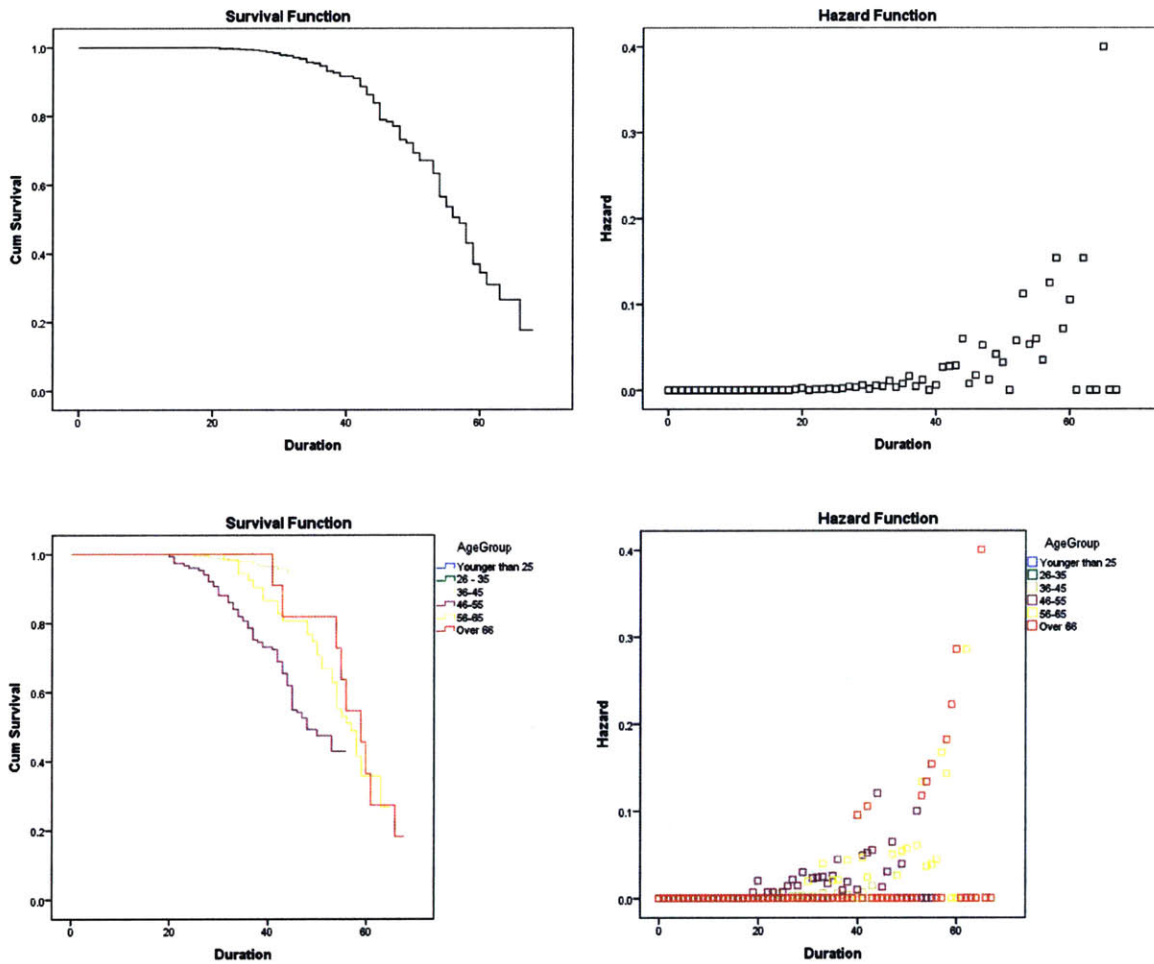 Survival Function
1.0
0.8
0.6
0.4
0.2
0.0
Cum Survival
0
20
40
60
Duration
Hazard Function
0.4
0.3
0.2
0.1
0.0
Hazard
0
20
40
60
Duration
Survival Function
1.0
0.8
0.6
0.4
0.2
0.0
Cum Survival
0
20
40
60
Duration
AgeGroup
Younger than 25
26 - 35
36-45
46-55
56-65
Over 66
Hazard Function
0.4
0.3
0.2
0.1
0.0
Hazard
0
20
40
60
Duration
AgeGroup
Younger than 25
26-35
36-45
46-55
56-65
Over 66